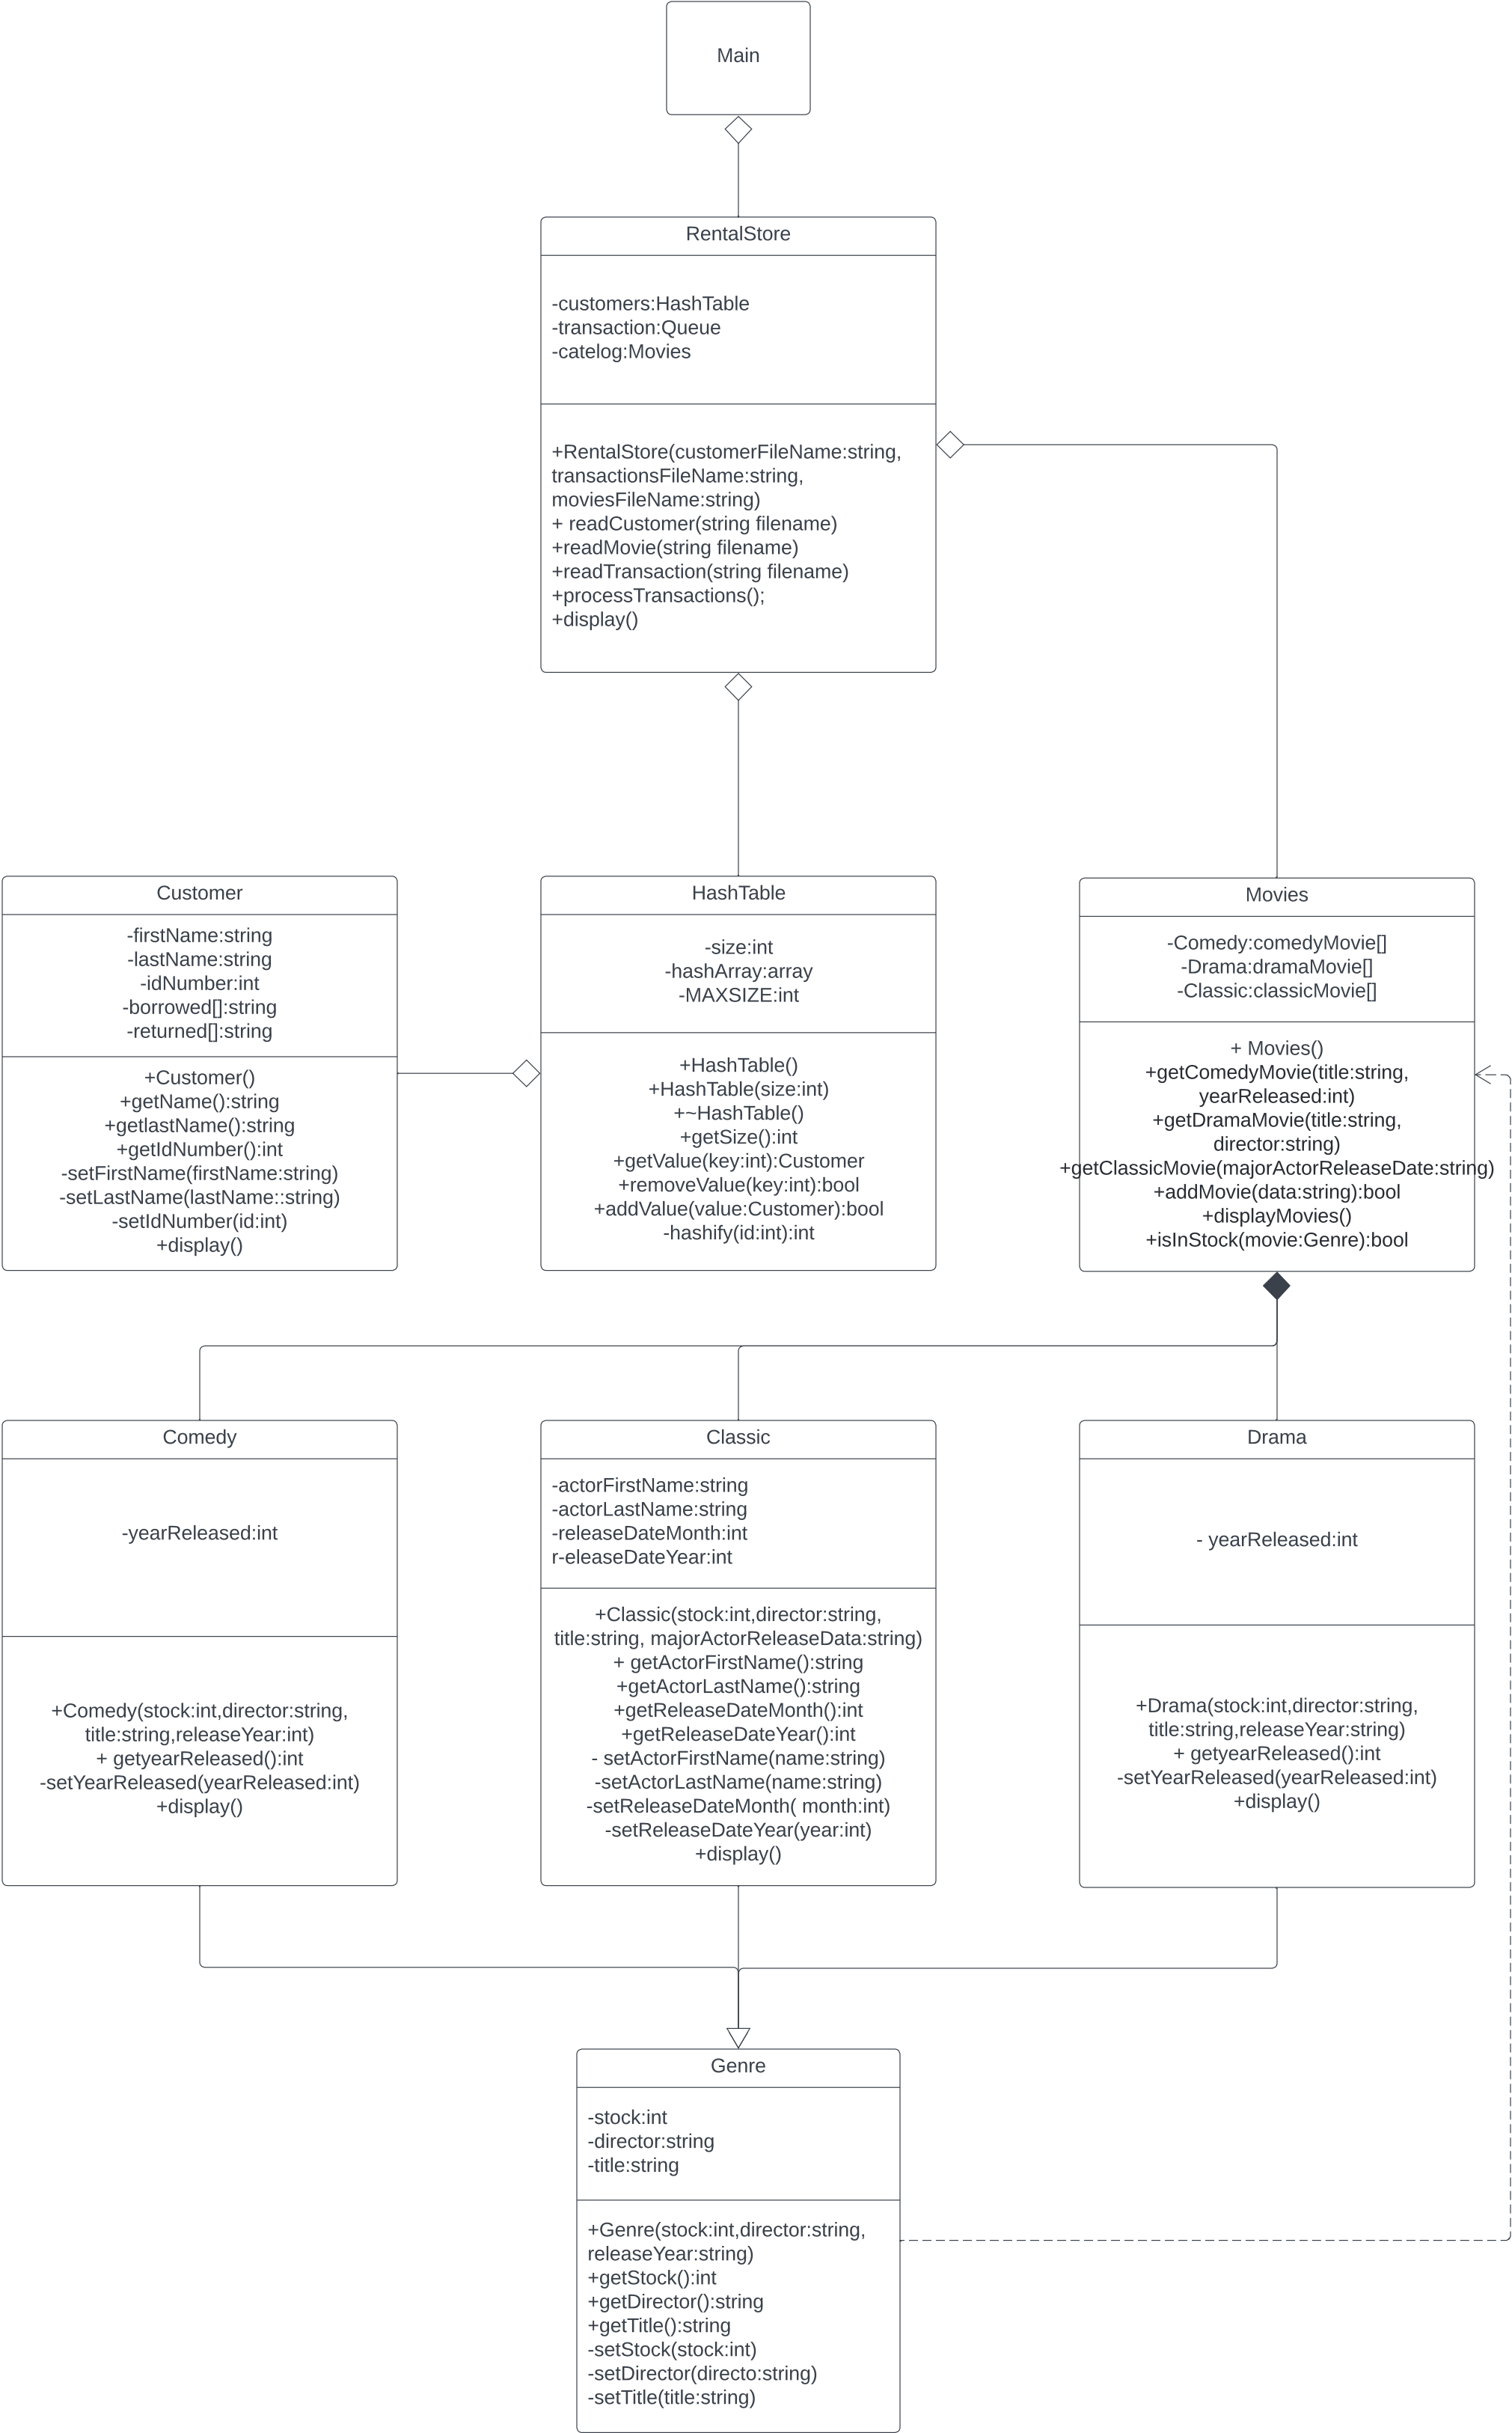 Main
RentalStore
-customers:HashTable
-transaction:Queue
-catelog:Movies
+RentalStore(customerFileName:string,
transactionsFileName:string,
moviesFileName:string)
+ readCustomer(string filename)
+readMovie(string filename)
+readTransaction(string filename)
+processTransactions();
+display()
Customer
-firstName:string
-lastName:string
-idNumber:int
-borrowed[]:string
-returned[]:string
+Customer()
+getName():string
+getlastName():string
+getIdNumber():int
-setFirstName(firstName:string)
-setLastName(lastName::string)
-setIdNumber(id:int)
+display()
HashTable
-size:int
-hashArray:array
-MAXSIZE:int
+HashTable()
+HashTable(size:int)
+~HashTable()
+getSize():int
+getValue(key:int):Customer
+removeValue(key:int):bool
+addValue(value:Customer):bool
-hashify(id:int):int
Movies
-Comedy:comedyMovie[]
-Drama:dramaMovie[]
-Classic:classicMovie[]
+ Movies()
+getComedyMovie(title:string,
yearReleased:int)
+getDramaMovie(title:string,
director:string)
+getClassicMovie(majorActorReleaseDate:string)
+addMovie(data:string):bool
+displayMovies()
+isInStock(movie:Genre):bool
Comedy
-yearReleased:int
+Comedy(stock:int,director:string,
title:string,releaseYear:int)
+ getyearReleased():int
-setYearReleased(yearReleased:int)
+display()
Classic
-actorFirstName:string
-actorLastName:string
-releaseDateMonth:int
r-eleaseDateYear:int
+Classic(stock:int,director:string,
title:string, majorActorReleaseData:string)
+ getActorFirstName():string
+getActorLastName():string
+getReleaseDateMonth():int
+getReleaseDateYear():int
- setActorFirstName(name:string)
-setActorLastName(name:string)
-setReleaseDateMonth( month:int)
-setReleaseDateYear(year:int)
+display()
Drama
- yearReleased:int
+Drama(stock:int,director:string,
title:string,releaseYear:string)
+ getyearReleased():int
-setYearReleased(yearReleased:int)
+display()
Genre
-stock:int
-director:string
-title:string
+Genre(stock:int,director:string,
releaseYear:string)
+getStock():int
+getDirector():string
+getTitle():string
-setStock(stock:int)
-setDirector(directo:string)
-setTitle(title:string)